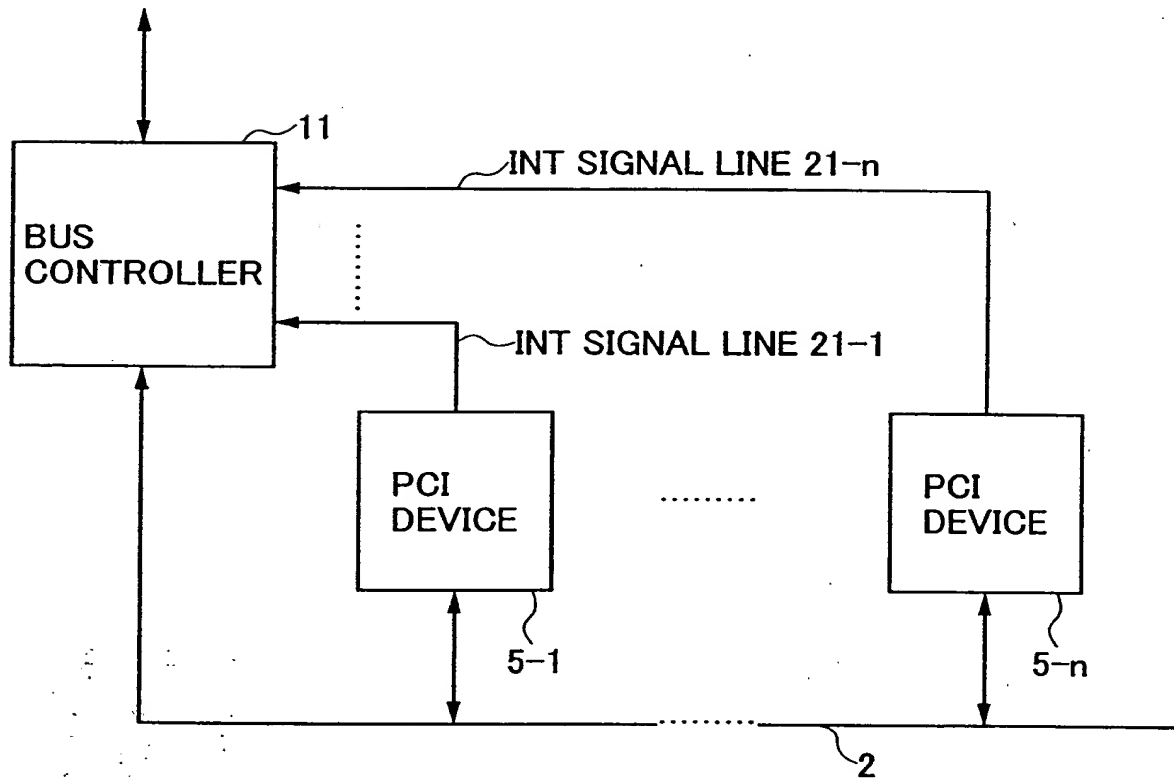 11
INT SIGNAL LINE 21-n
BUS
CONTROLLER
INT SIGNAL LINE 21-1
PCI
DEVICE
PCI
DEVICE
5-1
5-n
2